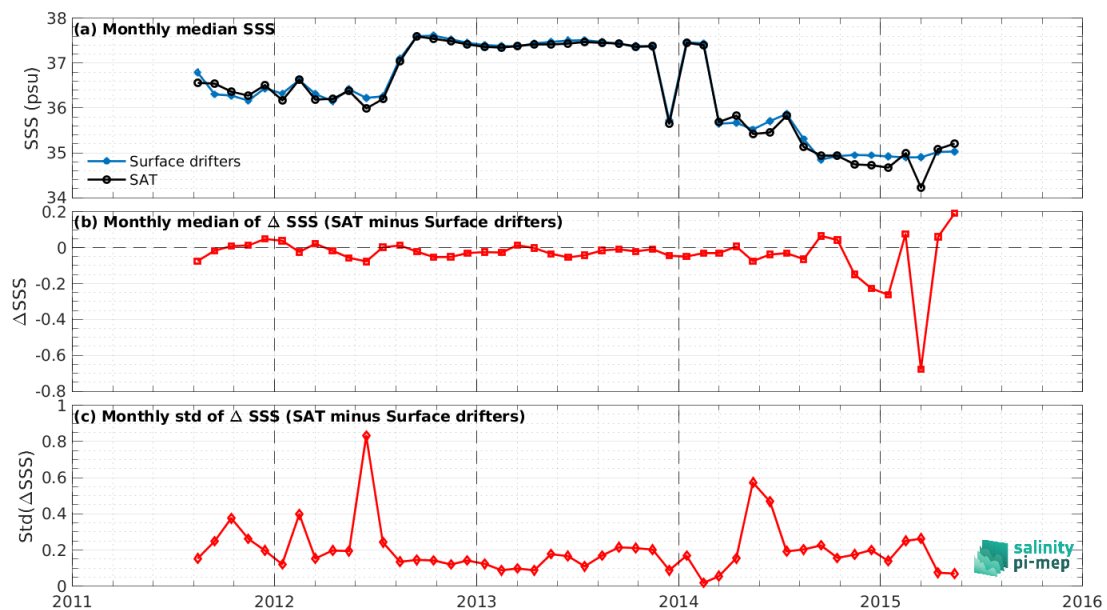 (a) Monthly median SSS
38
37
36
35
34
SSS (psu)
Surface drifters
SAT
(b) Monthly median of Δ SSS (SAT minus Surface drifters)
0.2
0
-0.2
-0.4
-0.6
-0.8
ΔSSS
(c) Monthly std of Δ SSS (SAT minus Surface drifters)
1
0.8
0.6
0.4
0.2
0
Std(ΔSSS)
salinity
pi-mep
2011 2012 2013 2014 2015 2016